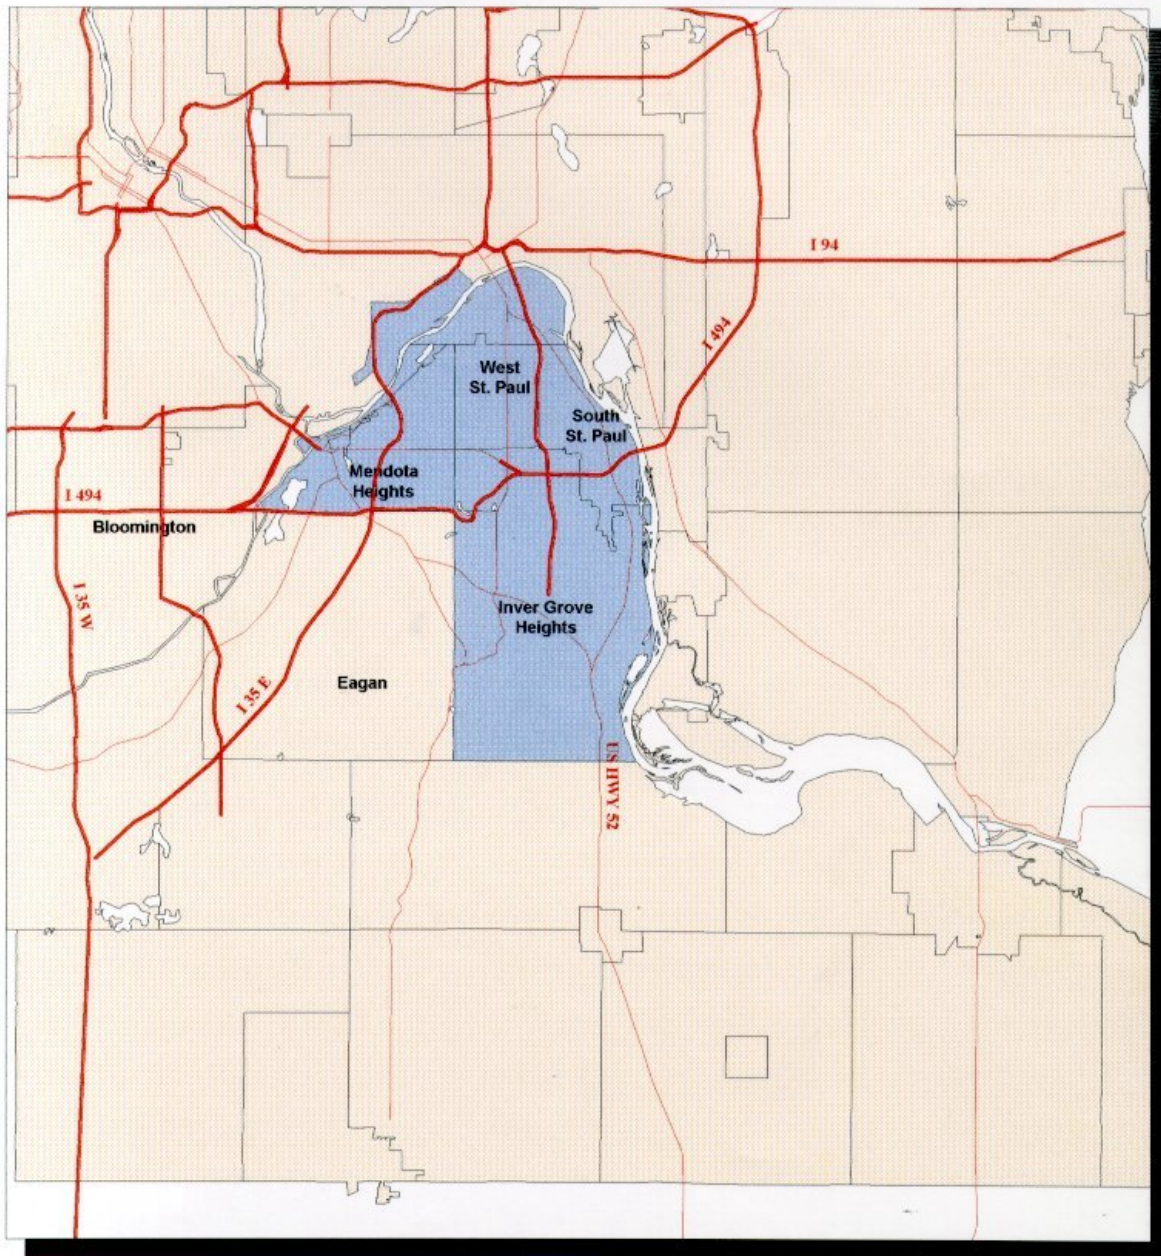 I 94
I 494
West
St. Paul
South
St. Paul
Mendota
Heights
I 494
Bloomington
I 35 W
Inver Grove
Heights
Eagan
I 35 E
US HWY 52